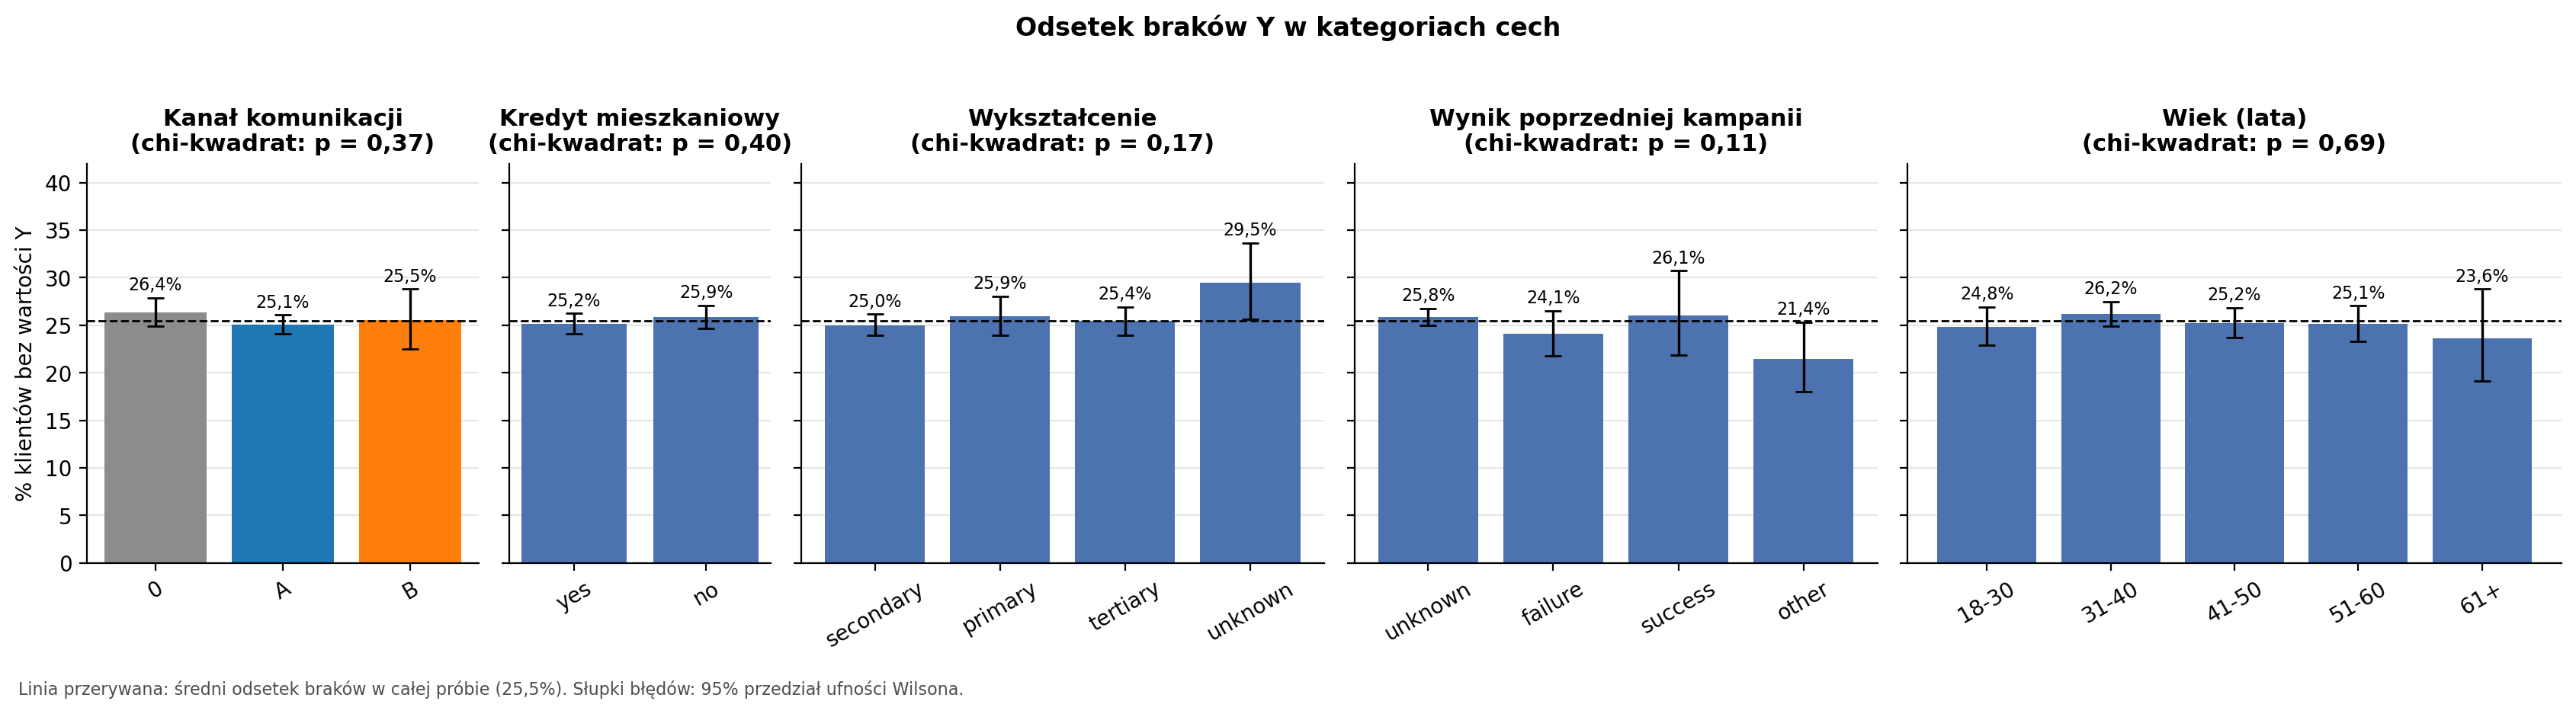 Odsetek braków Y w kategoriach cech
Kanał komunikacji
(chi-kwadrat: p = 0,37)
% klientów bez wartości Y
40
35
30
25
20
15
10
5
0
26,4%
25,1%
25,5%
0
A
B
Kredyt mieszkaniowy
(chi-kwadrat: p = 0,40)
25,2%
25,9%
yes
no
Wykształcenie
(chi-kwadrat: p = 0,17)
25,0%
25,9%
25,4%
29,5%
secondary
primary
tertiary
unknown
Wynik poprzedniej kampanii
(chi-kwadrat: p = 0,11)
25,8%
24,1%
26,1%
21,4%
unknown
failure
success
other
Wiek (lata)
(chi-kwadrat: p = 0,69)
24,8%
26,2%
25,2%
25,1%
23,6%
18-30
31-40
41-50
51-60
61+
Linia przerywana: średni odsetek braków w całej próbie (25,5%). Słupki błędów: 95% przedział ufności Wilsona.